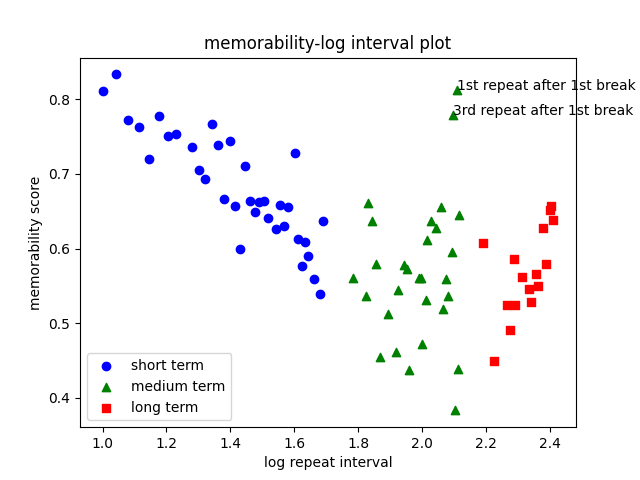 memorability-log interval plot
1st repeat after 1st break
3rd repeat after 1st break
memorability score
0.8
0.7
0.6
0.5
0.4
short term
medium term
long term
1.0 1.2 1.4 1.6 1.8 2.0 2.2 2.4
log repeat interval